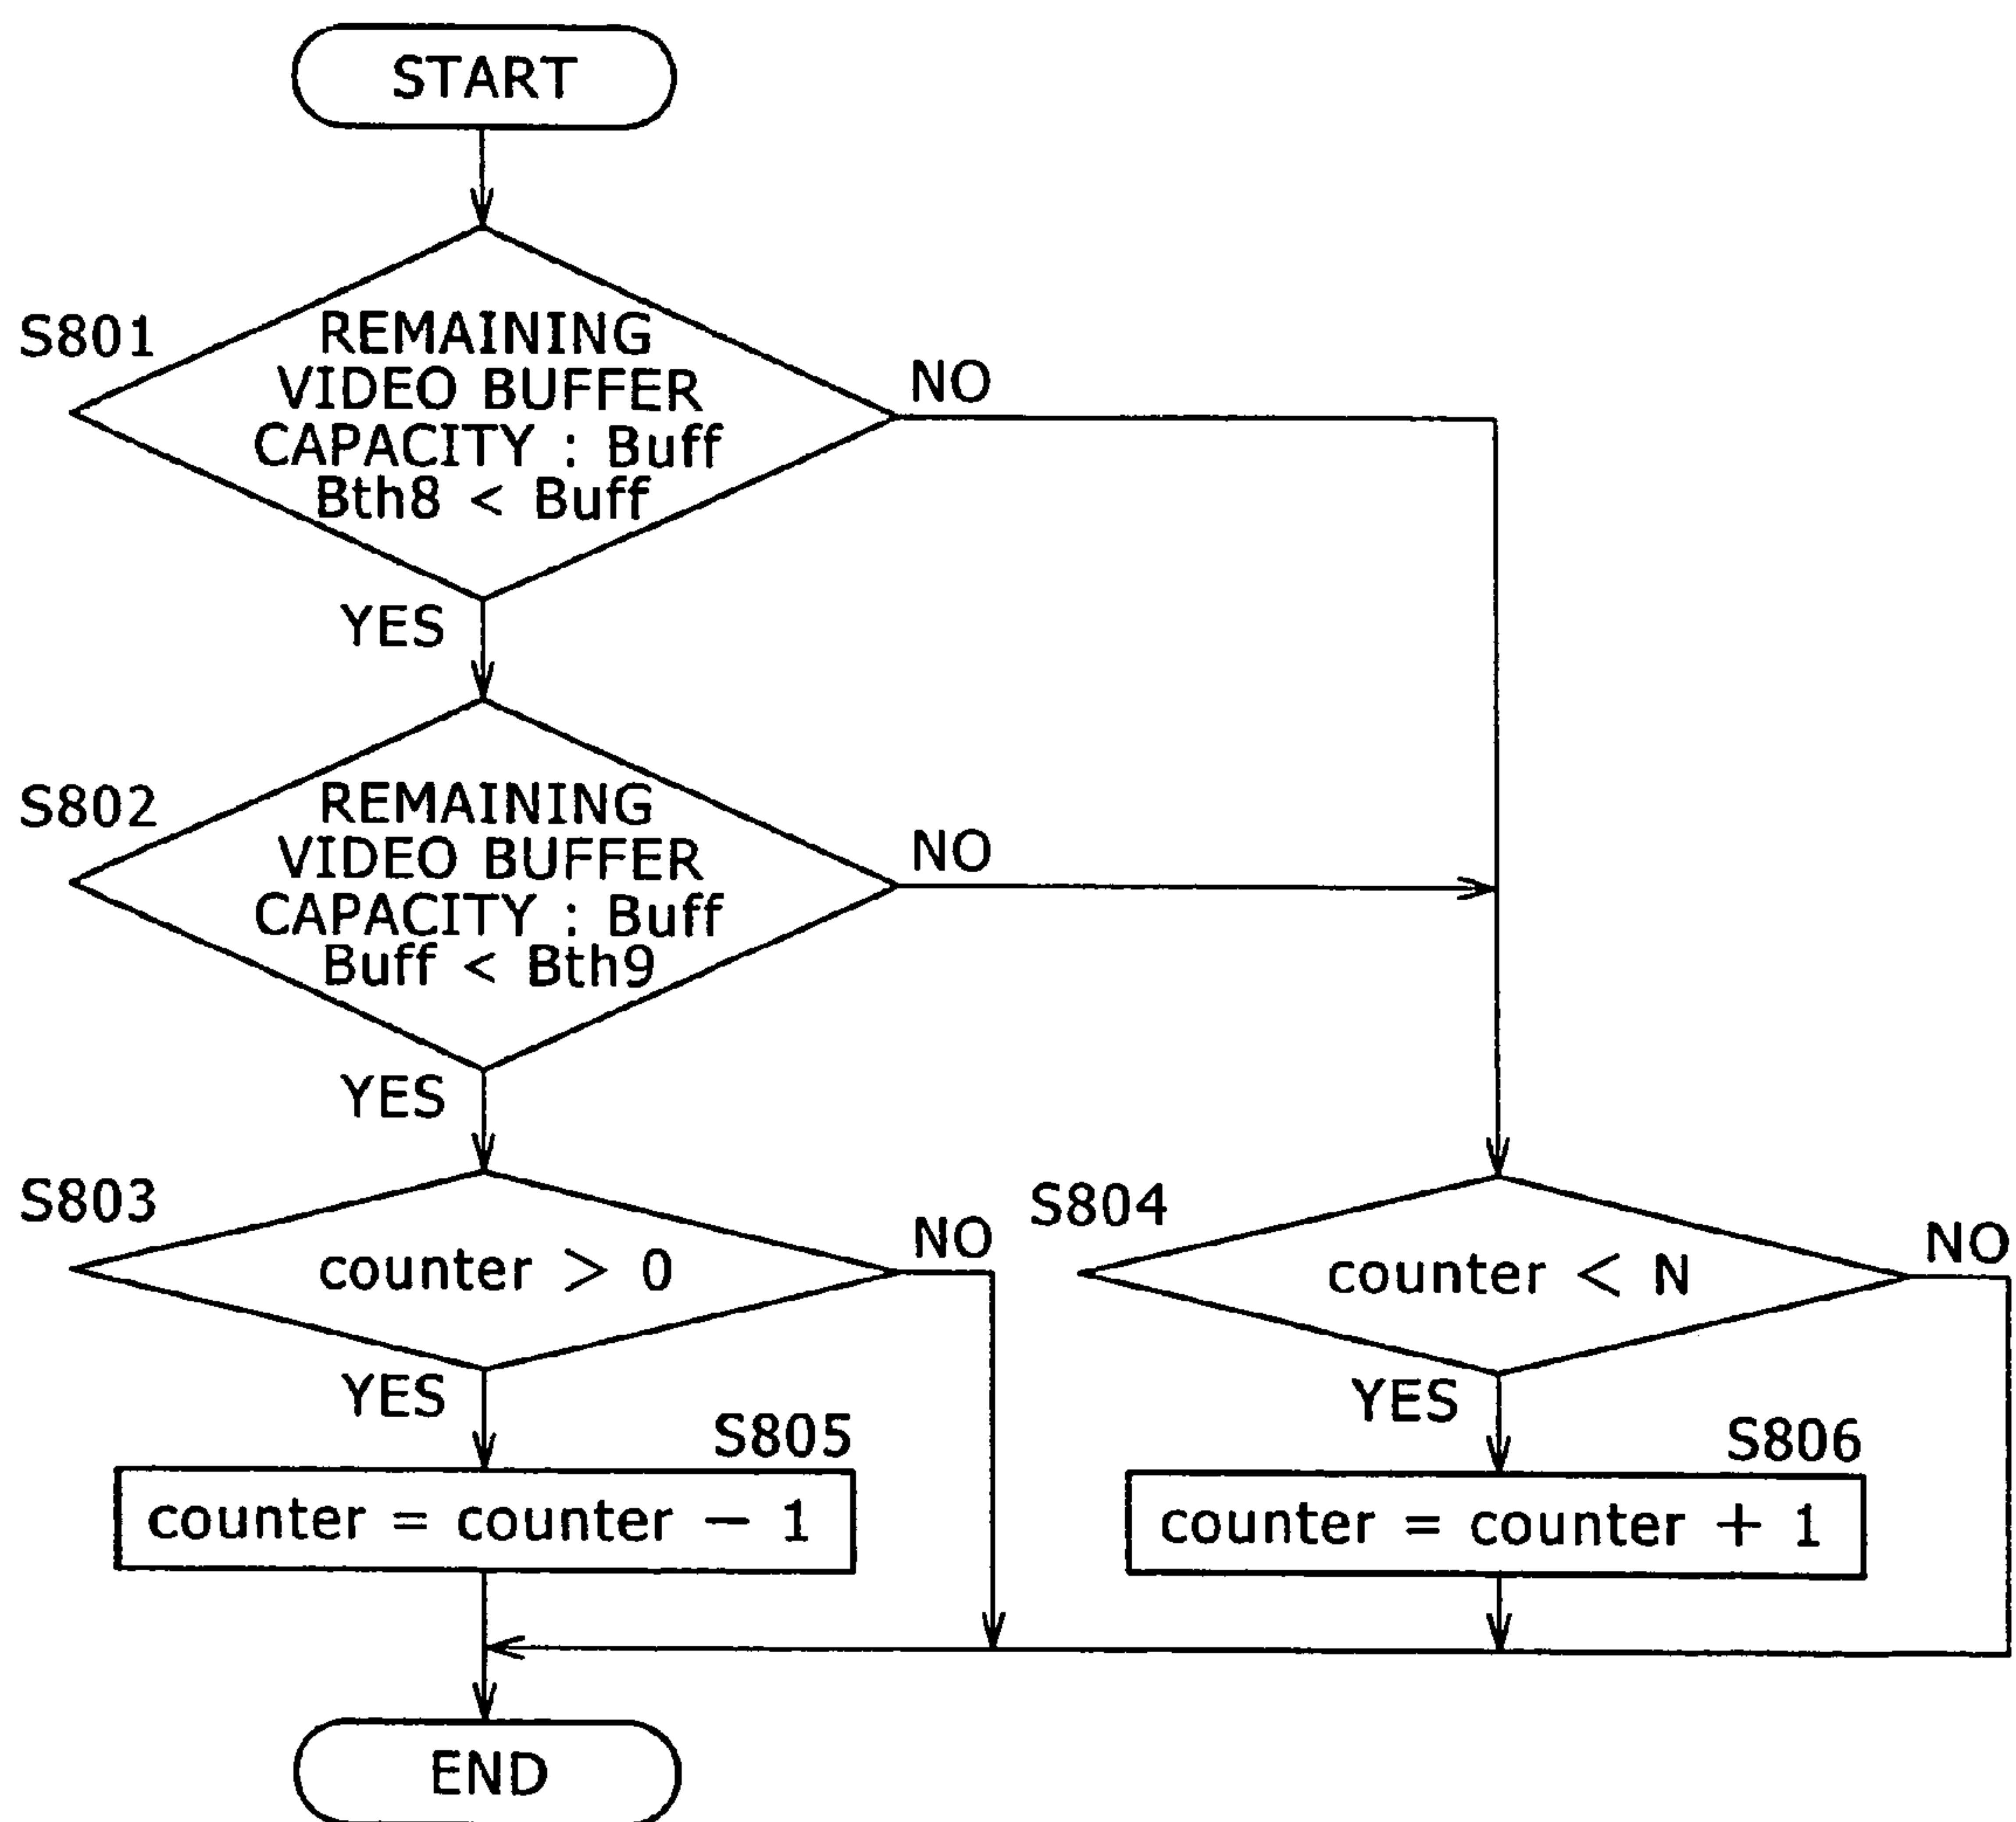 START
S801
REMAINING
VIDEO BUFFER
CAPACITY : Buff
Bth8 < Buff
NO
YES
S802
REMAINING
VIDEO BUFFER
CAPACITY : Buff
Buff < Bth9
NO
YES
S803
counter > 0
NO
S804
counter < N
NO
YES
S805
counter = counter − 1
YES
S806
counter = counter + 1
END